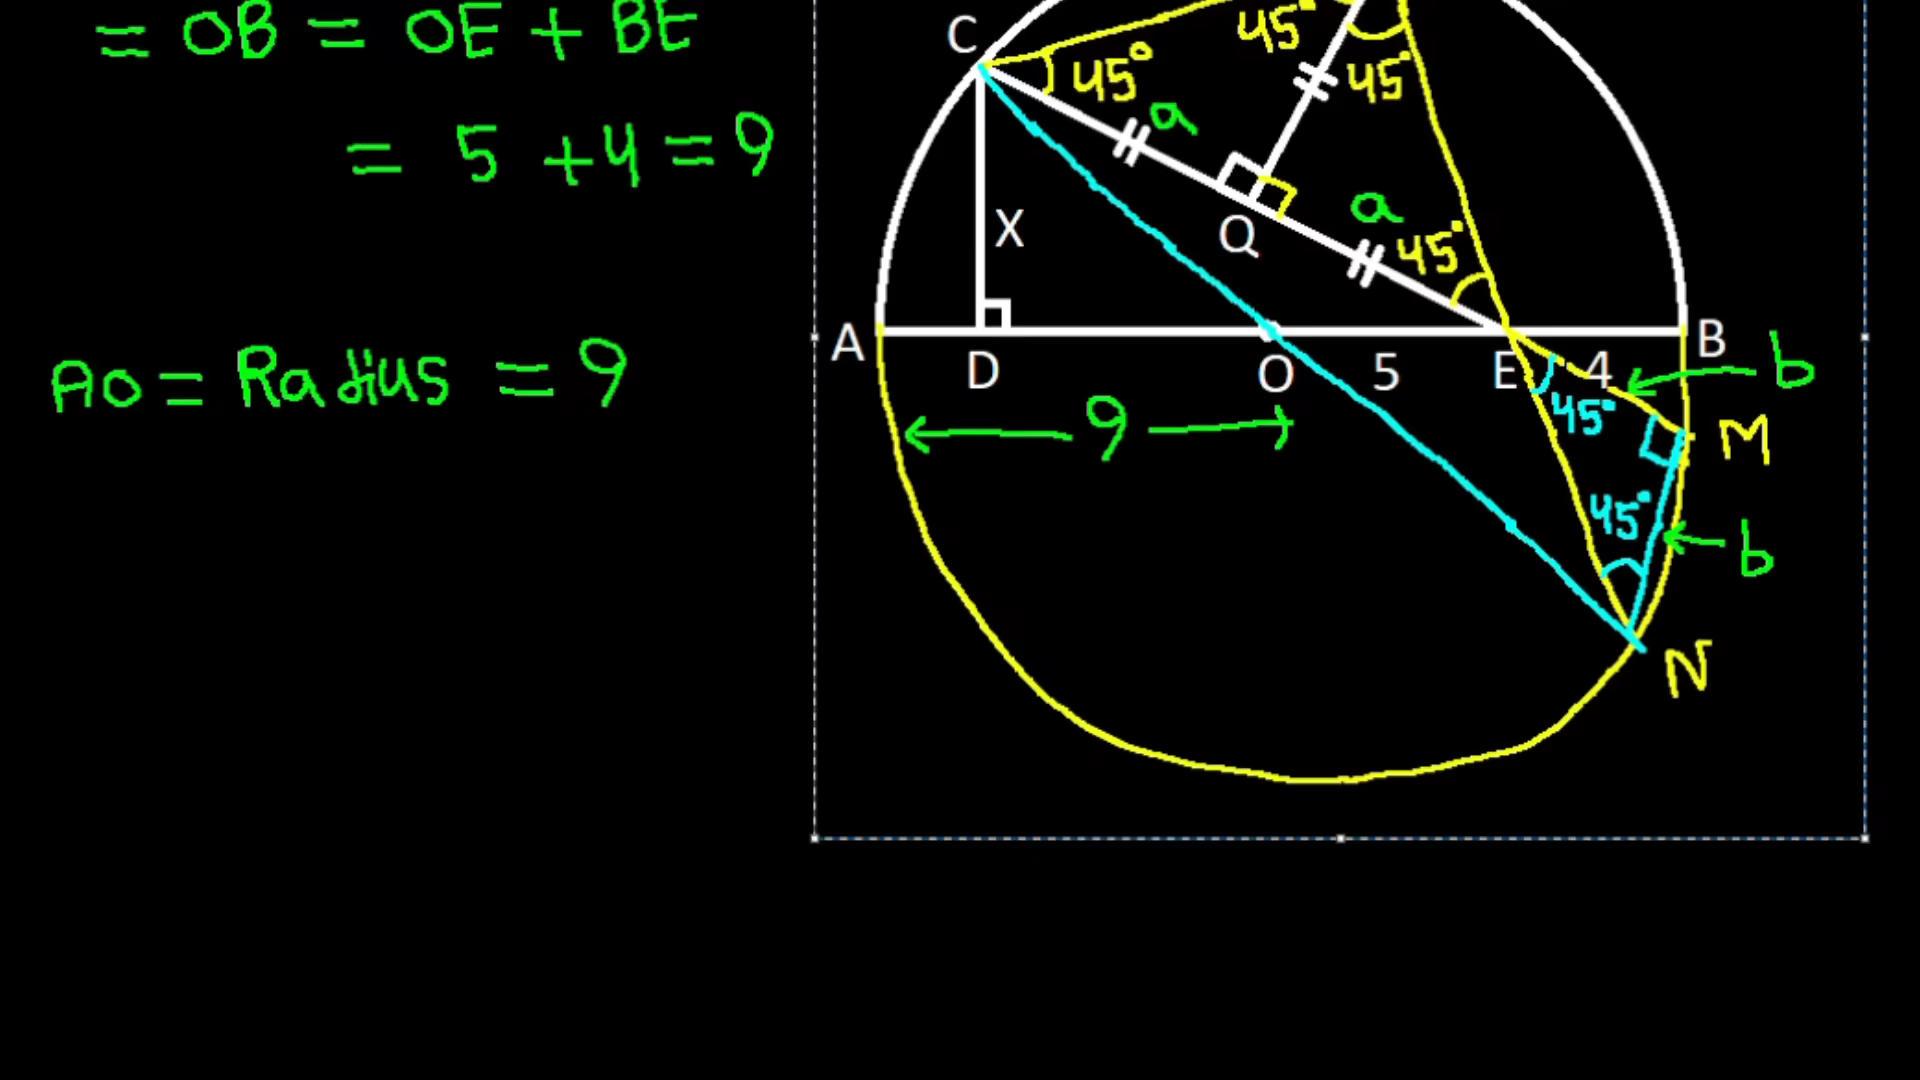 = OB = OE + BE
= 5 + 4 = 9
AO = Radius = 9
C
45°
45°
45°
a
X
Q
a
45°
A
D
O
5
E
4
B
b
9
45°
M
45°
b
N